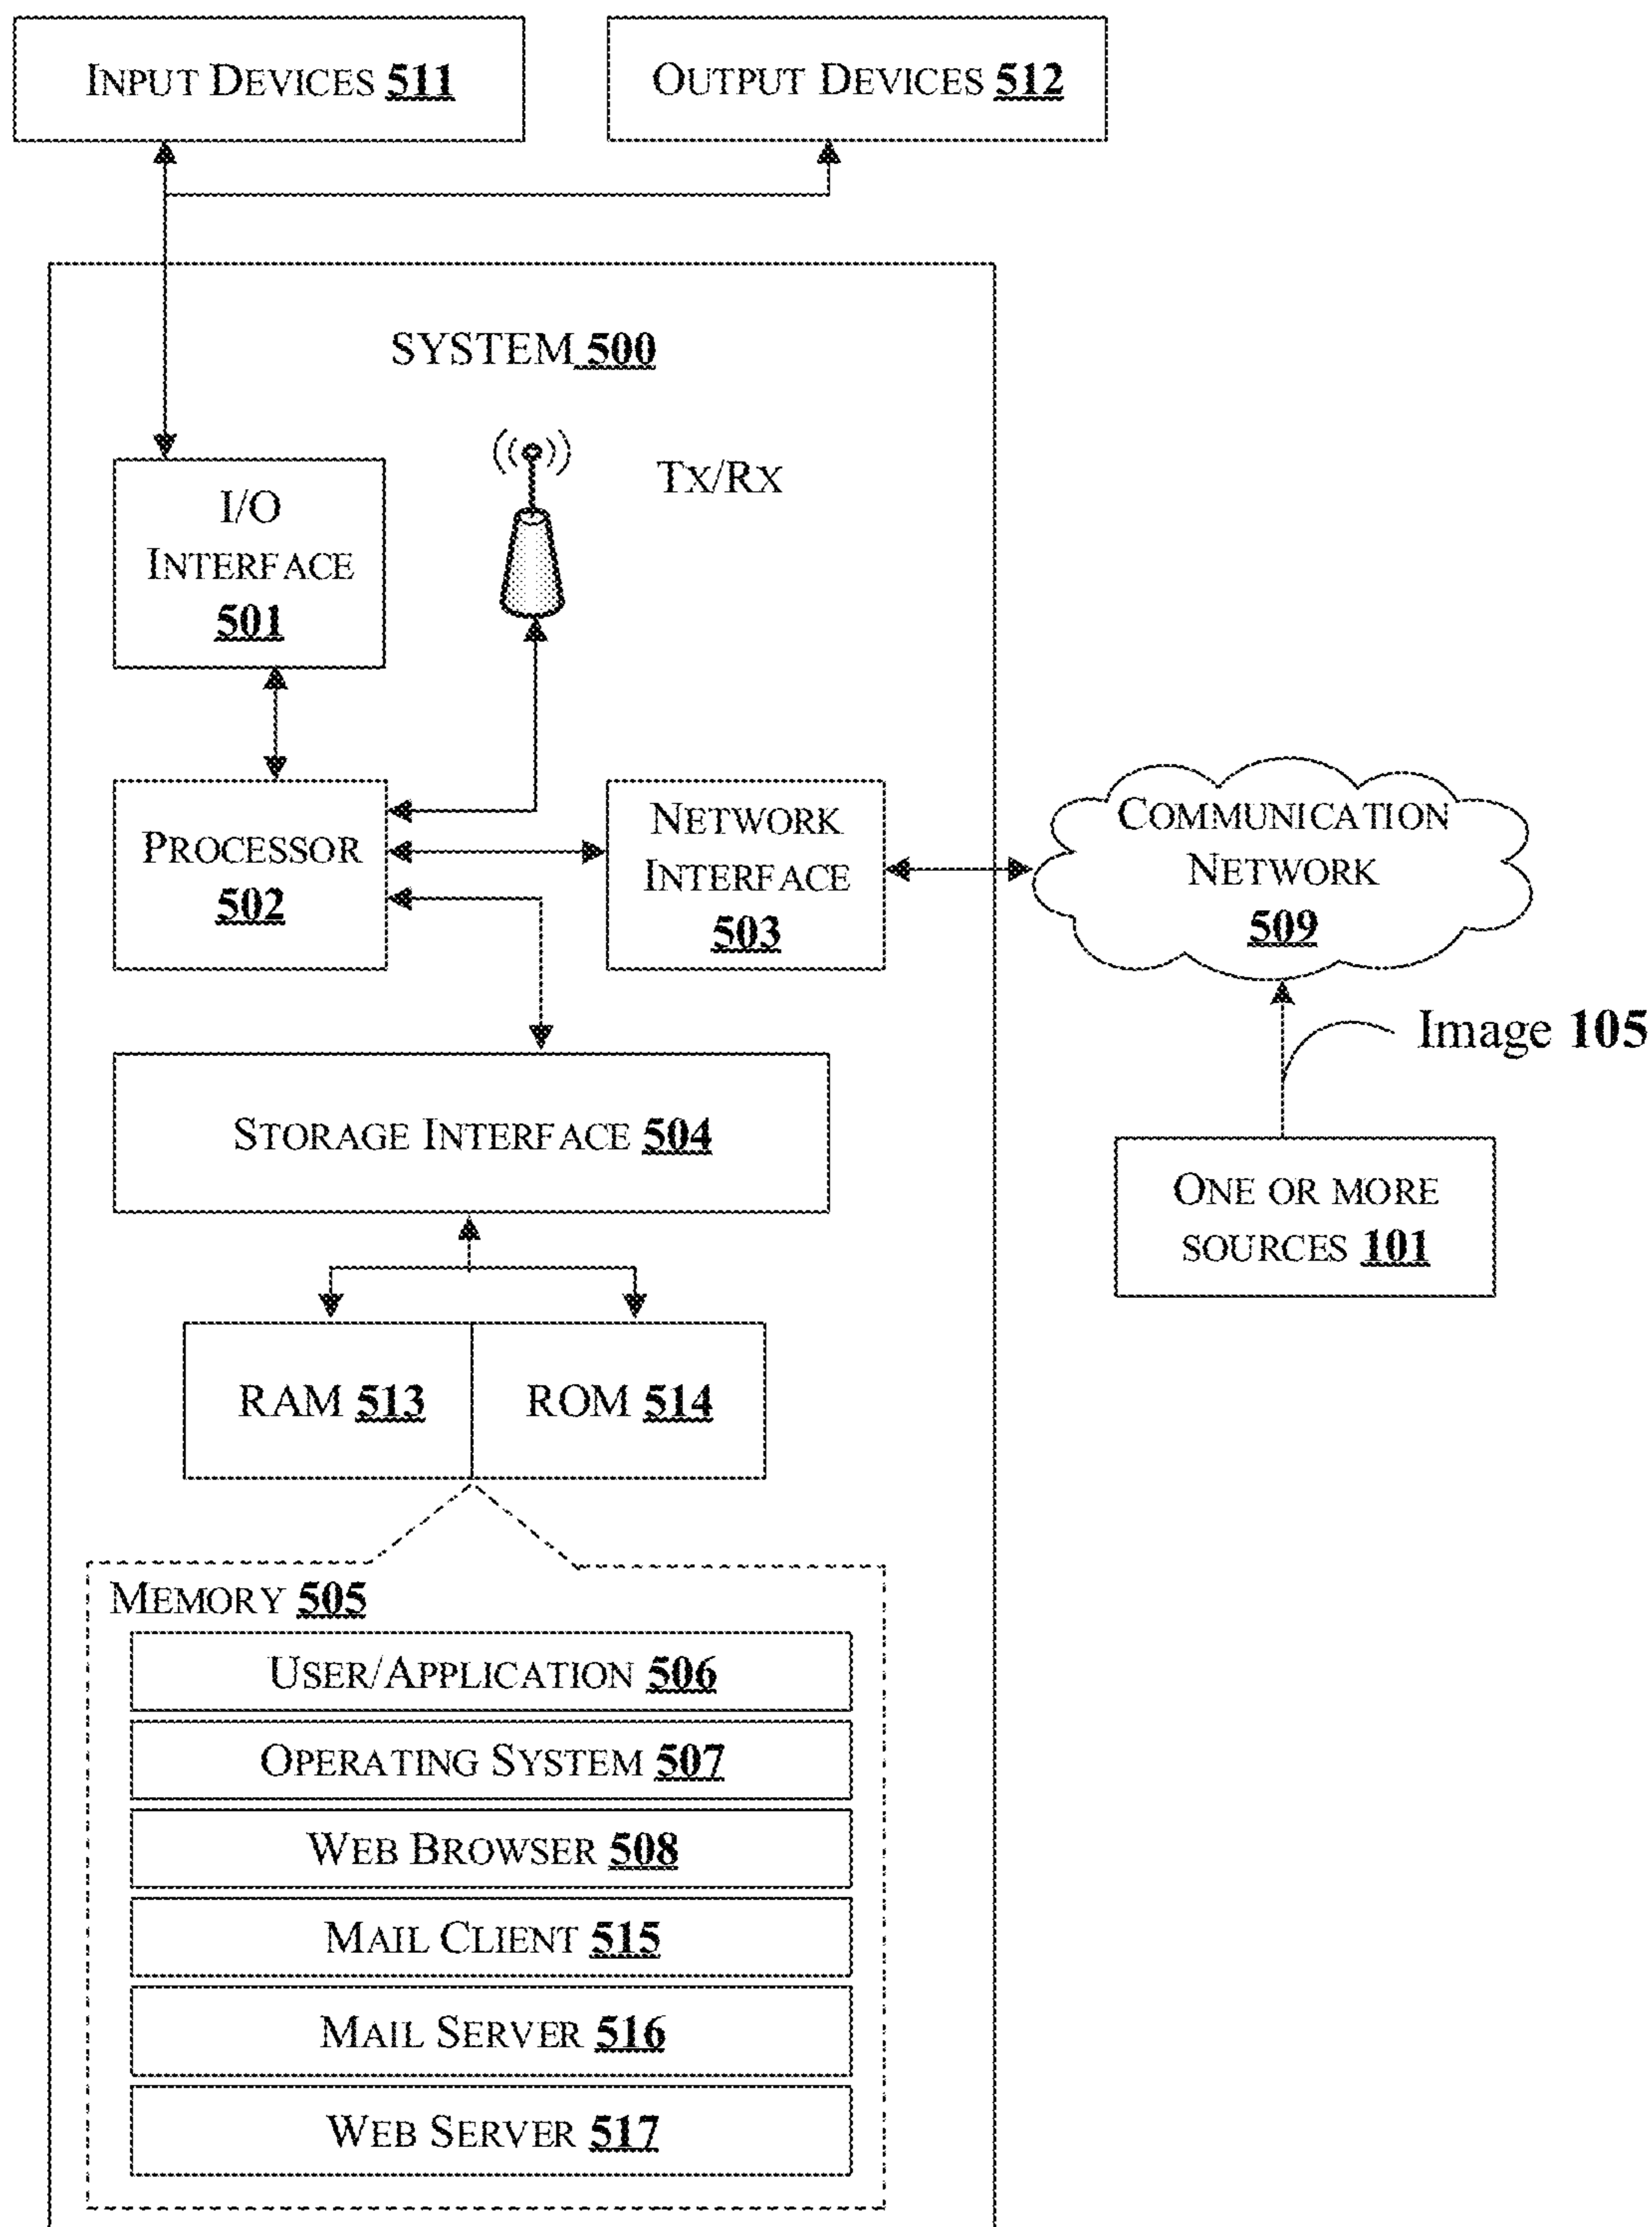 INPUT DEVICES 511
OUTPUT DEVICES 512
SYSTEM 500
I/O
INTERFACE
501
TX/RX
PROCESSOR
502
NETWORK
INTERFACE
503
COMMUNICATION
NETWORK
509
Image 105
STORAGE INTERFACE 504
ONE OR MORE
SOURCES 101
RAM 513
ROM 514
MEMORY 505
USER/APPLICATION 506
OPERATING SYSTEM 507
WEB BROWSER 508
MAIL CLIENT 515
MAIL SERVER 516
WEB SERVER 517